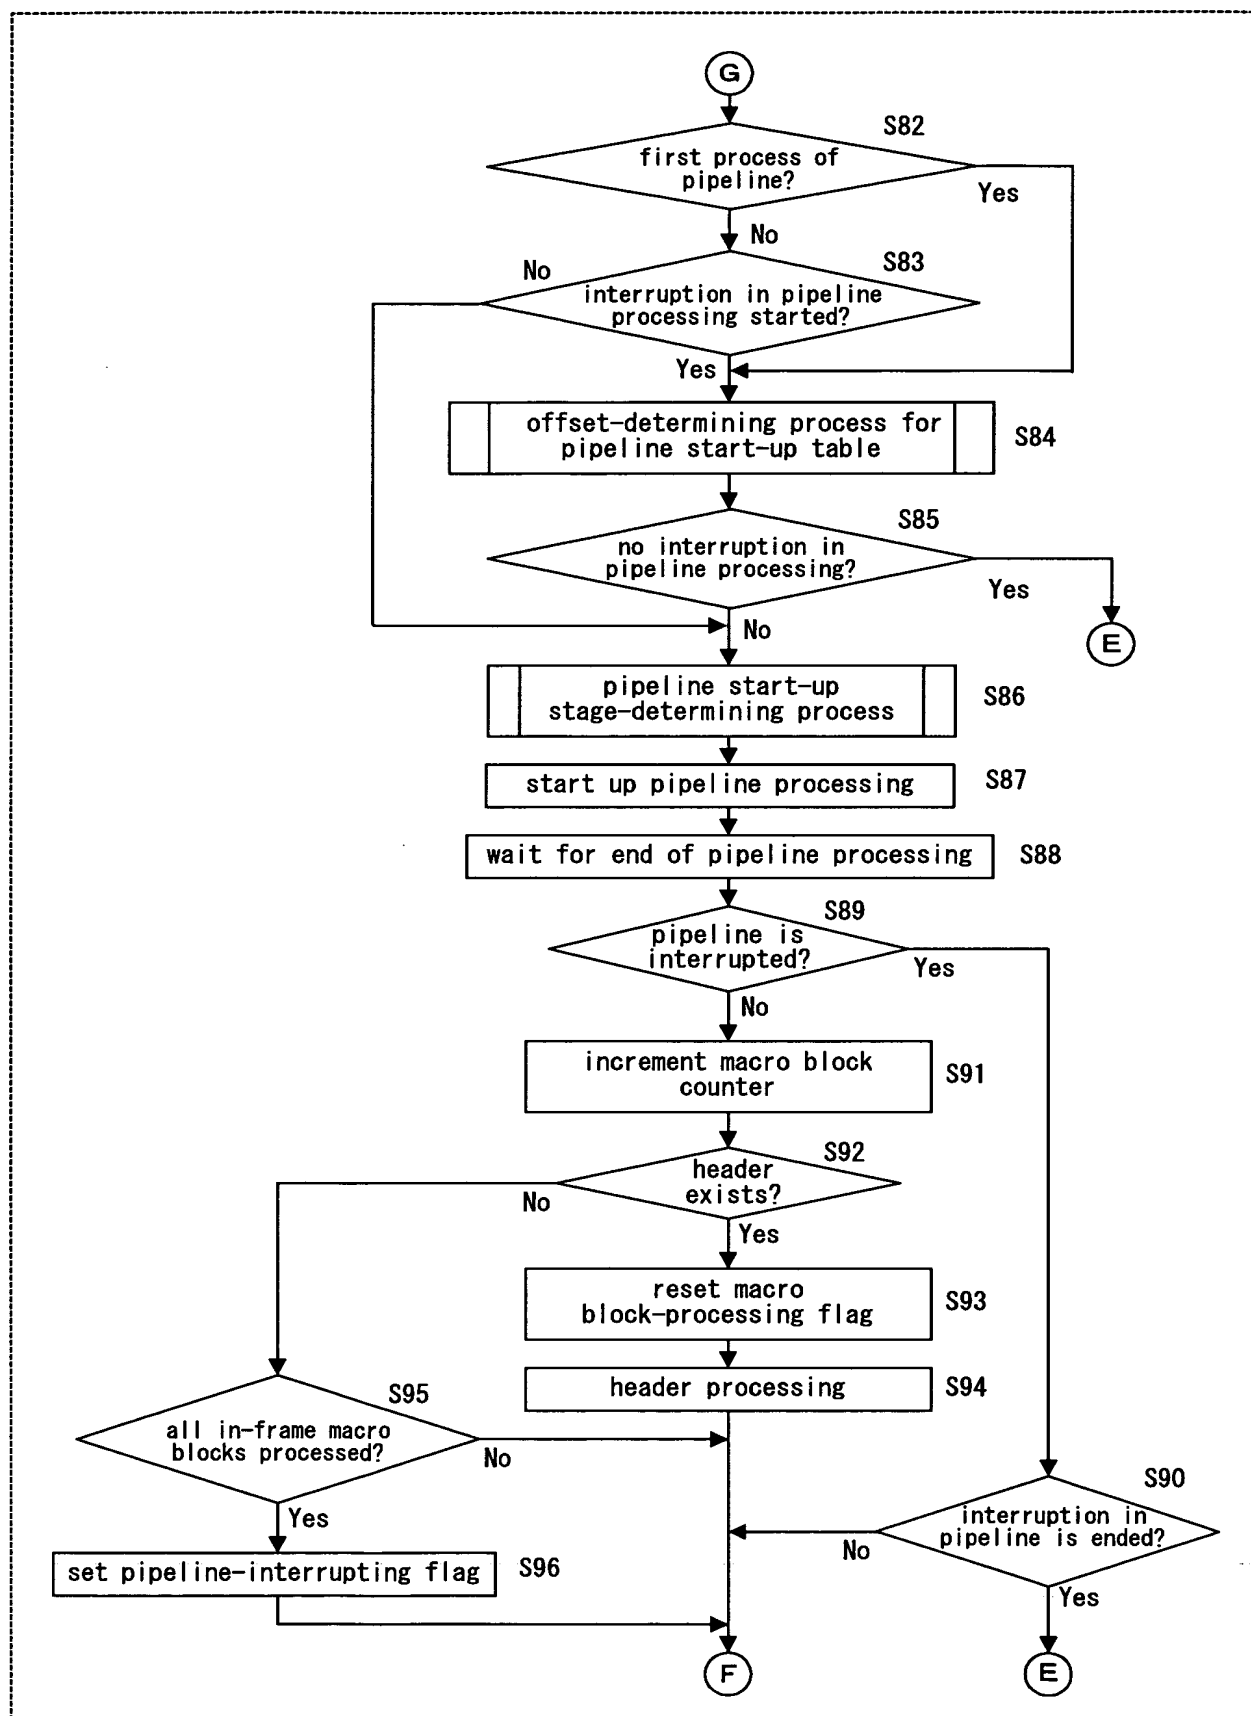 G
S82
first process of
pipeline?
Yes
No
S83
No
interruption in pipeline
processing started?
Yes
offset-determining process for
pipeline start-up table
S84
S85
no interruption in
pipeline processing?
Yes
No
E
pipeline start-up
stage-determining process
S86
start up pipeline processing
S87
wait for end of pipeline processing
S88
S89
pipeline is
interrupted?
Yes
No
increment macro block
counter
S91
S92
header
exists?
No
Yes
reset macro
block-processing flag
S93
header processing
S94
S95
all in-frame macro
blocks processed?
No
Yes
S90
interruption in
pipeline is ended?
No
Yes
set pipeline-interrupting flag
S96
F
E